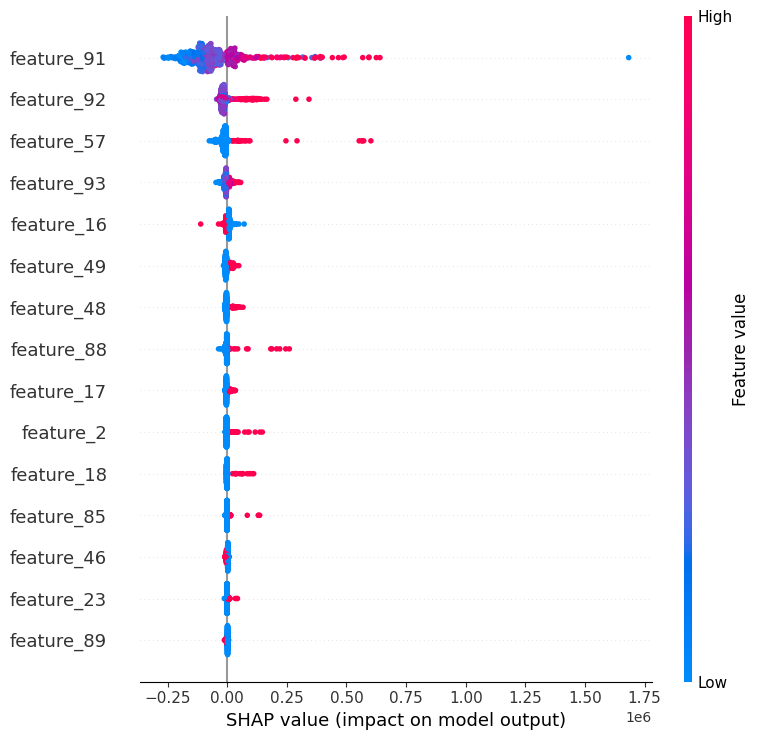 High
feature_91
feature_92
feature_57
feature_93
feature_16
feature_49
feature_48
feature_88
feature_17
feature_2
feature_18
feature_85
feature_46
feature_23
feature_89
Feature value
Low
−0.25 0.00 0.25 0.50 0.75 1.00 1.25 1.50 1.75
1e6
SHAP value (impact on model output)